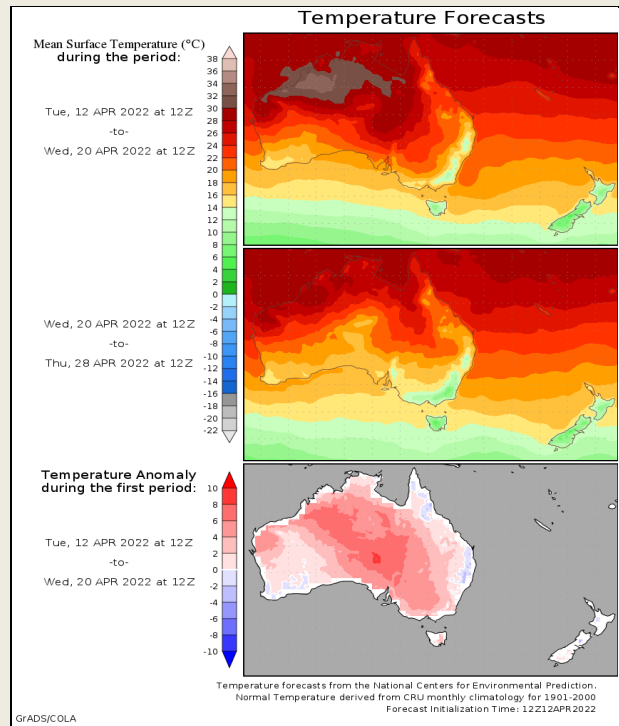 Temperature Forecasts
Mean Surface Temperature (°C)
during the period:
38
36
34
32
30
28
26
24
22
20
18
16
14
12
10
8
6
4
2
0
-2
-4
-6
-8
-10
-12
-14
-16
-18
-20
-22
Tue, 12 APR 2022 at 12Z
-to-
Wed, 20 APR 2022 at 12Z
Wed, 20 APR 2022 at 12Z
-to-
Thu, 28 APR 2022 at 12Z
Temperature Anomaly
during the first period:
10
8
6
4
2
0
-2
-4
-6
-8
-10
Tue, 12 APR 2022 at 12Z
-to-
Wed, 20 APR 2022 at 12Z
Temperature forecasts from the National Centers for Environmental Prediction.
Normal Temperature derived from CRU monthly climatology for 1901-2000
Forecast Initialization Time: 12Z12APR2022
GrADS/COLA